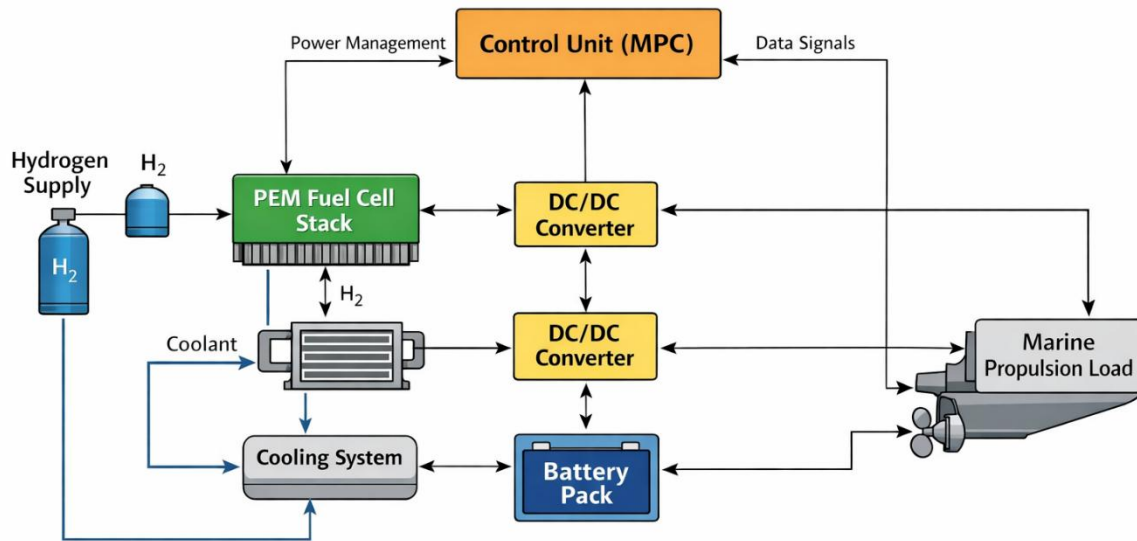 Power Management
Control Unit (MPC)
Data Signals
Hydrogen
Supply
H₂
H₂
PEM Fuel Cell
Stack
DC/DC
Converter
H₂
Coolant
DC/DC
Converter
Marine
Propulsion Load
Cooling System
Battery
Pack